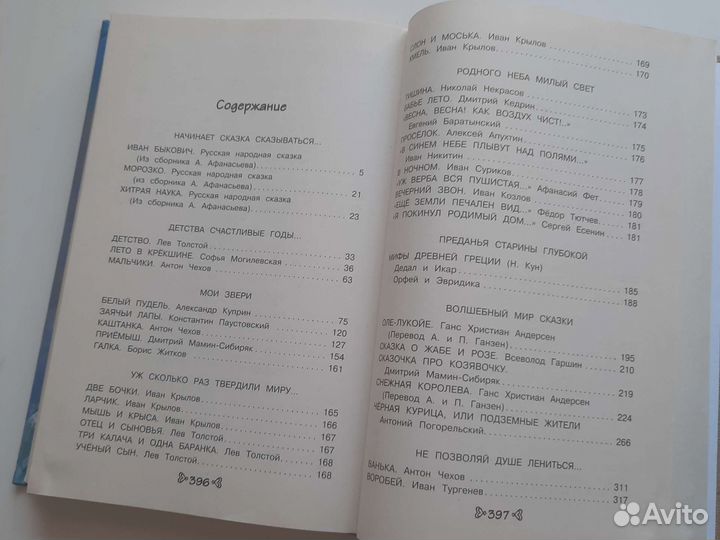 Содержание
НАЧИНАЕТ СКАЗКА СКАЗЫВАТЬСЯ...
ИВАН БЫКОВИЧ. Русская народная сказка
(Из сборника А. Афанасьева) 5
МОРОЗКО. Русская народная сказка
(из сборника А. Афанасьева) 21
ХИТРАЯ НАУКА. Русская народная сказка
(Из сборника А. Афанасьева) 23
ДЕТСТВА СЧАСТЛИВЫЕ ГОДЫ...
ДЕТСТВО. Лев Толстой 33
ЛЕТО В КРЁКШИНЕ. Софья Могилевская 36
МАЛЬЧИКИ. Антон Чехов 63
МОИ ЗВЕРИ
БЕЛЫЙ ПУДЕЛЬ. Александр Куприн 75
ЗАЯЧЬИ ЛАПЫ. Константин Паустовский 120
КАШТАНКА. Антон Чехов 127
ПРИЁМЫШ. Дмитрий Мамин-Сибиряк 154
ГАЛКА. Борис Житков 161
УЖ СКОЛЬКО РАЗ ТВЕРДИЛИ МИРУ...
ДВЕ БОЧКИ. Иван Крылов 165
ЛАРЧИК. Иван Крылов 166
МЫШЬ И КРЫСА. Иван Крылов 167
ОТЕЦ И СЫНОВЬЯ. Лев Толстой 167
ТРИ КАЛАЧА И ОДНА БАРАНКА. Лев Толстой 168
УЧЁНЫЙ СЫН. Лев Толстой 168
396
СЛОН И МОСЬКА. Иван Крылов 169
ХМЕЛЬ. Иван Крылов 170
РОДНОГО НЕБА МИЛЫЙ СВЕТ
ТИШИНА. Николай Некрасов 173
БАБЬЕ ЛЕТО. Дмитрий Кедрин 174
«ВЕСНА, ВЕСНА! КАК ВОЗДУХ ЧИСТ!..»
Евгений Баратынский 175
ПРОСЁЛОК. Алексей Апухтин 176
«В СИНЕМ НЕБЕ ПЛЫВУТ НАД ПОЛЯМИ...»
Иван Никитин 177
В НОЧНОМ. Иван Суриков 178
«УЖ ВЕРБА ВСЯ ПУШИСТАЯ...» Афанасий Фет 179
ВЕЧЕРНИЙ ЗВОН. Иван Козлов 180
«ЕЩЁ ЗЕМЛИ ПЕЧАЛЕН ВИД...» Фёдор Тютчев 181
«Я ПОКИНУЛ РОДИМЫЙ ДОМ...» Сергей Есенин 181
ПРЕДАНЬЯ СТАРИНЫ ГЛУБОКОЙ
МИФЫ ДРЕВНЕЙ ГРЕЦИИ (Н. Кун)
Дедал и Икар 185
Орфей и Эвридика 188
ВОЛШЕБНЫЙ МИР СКАЗКИ
ОЛЕ-ЛУКОЙЕ. Ганс Христиан Андерсен
(Перевод А. и П. Ганзен) 195
СКАЗКА О ЖАБЕ И РОЗЕ. Всеволод Гаршин 210
СКАЗОЧКА ПРО КОЗЯВОЧКУ.
Дмитрий Мамин-Сибиряк 219
СНЕЖНАЯ КОРОЛЕВА. Ганс Христиан Андерсен
(Перевод А. и П. Ганзен) 224
ЧЁРНАЯ КУРИЦА, ИЛИ ПОДЗЕМНЫЕ ЖИТЕЛИ
Антоний Погорельский 266
НЕ ПОЗВОЛЯЙ ДУШЕ ЛЕНИТЬСЯ...
ВАНЬКА. Антон Чехов 311
ВОРОБЕЙ. Иван Тургенев 317
397
Avito